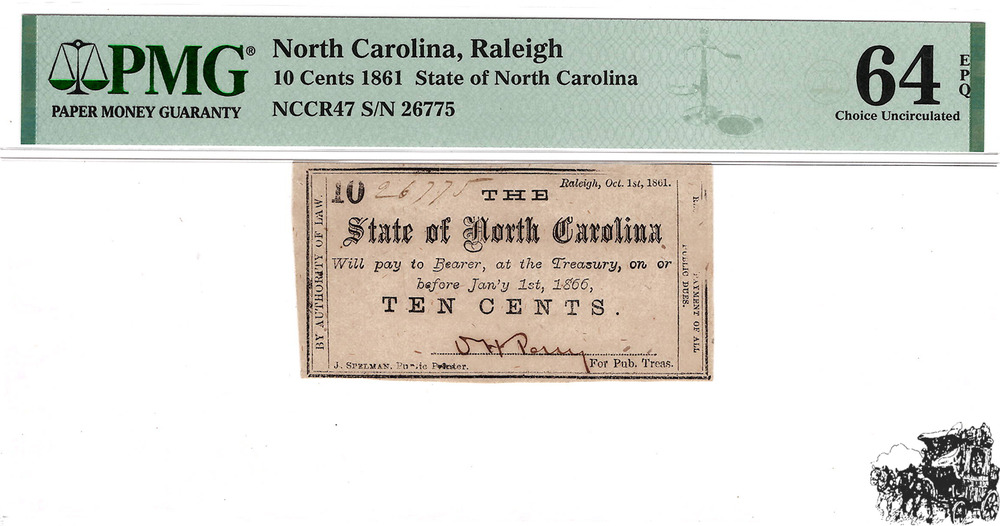 PMG®
PAPER MONEY GUARANTY
North Carolina, Raleigh
10 Cents 1861 State of North Carolina
NCCR47 S/N 26775
64
EPQ
Choice Uncirculated
10 26775
Raleigh, Oct. 1st, 1861.
THE
State of North Carolina
Will pay to Bearer, at the Treasury, on or
before Jan'y 1st, 1866,
TEN CENTS.
For Pub. Treas.
J. SPELMAN, Printer.
BY AUTHORITY OF LAW.
PAYMENT OF ALL
PUBLIC DUES.